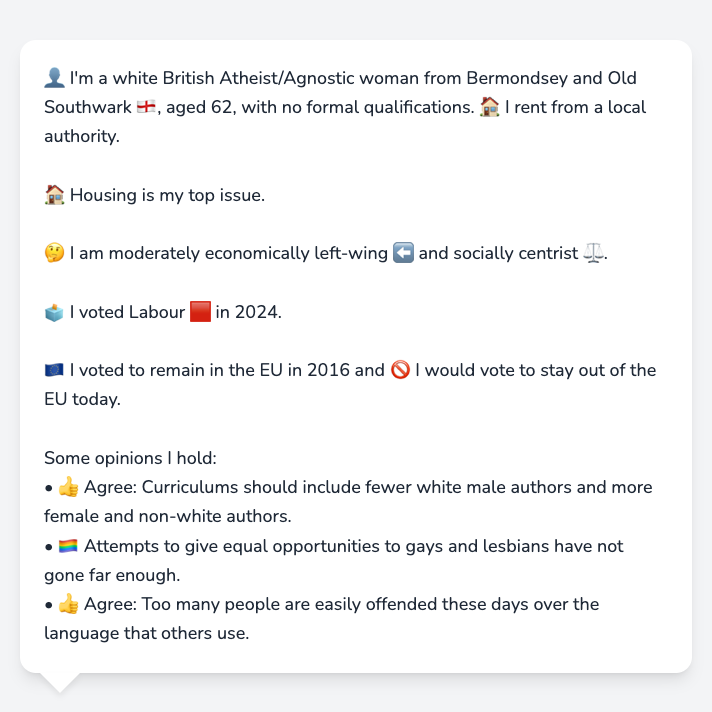 👤 I'm a white British Atheist/Agnostic woman from Bermondsey and Old
Southwark 🏴󠁧󠁢󠁥󠁮󠁧󠁿, aged 62, with no formal qualifications. 🏠 I rent from a local
authority.
🏠 Housing is my top issue.
🤔 I am moderately economically left-wing ⬅️ and socially centrist ⚖️.
🗳️ I voted Labour 🟥 in 2024.
🇪🇺 I voted to remain in the EU in 2016 and 🚫 I would vote to stay out of the
EU today.
Some opinions I hold:
• 👍 Agree: Curriculums should include fewer white male authors and more
female and non-white authors.
• 🏳️‍🌈 Attempts to give equal opportunities to gays and lesbians have not
gone far enough.
• 👍 Agree: Too many people are easily offended these days over the
language that others use.